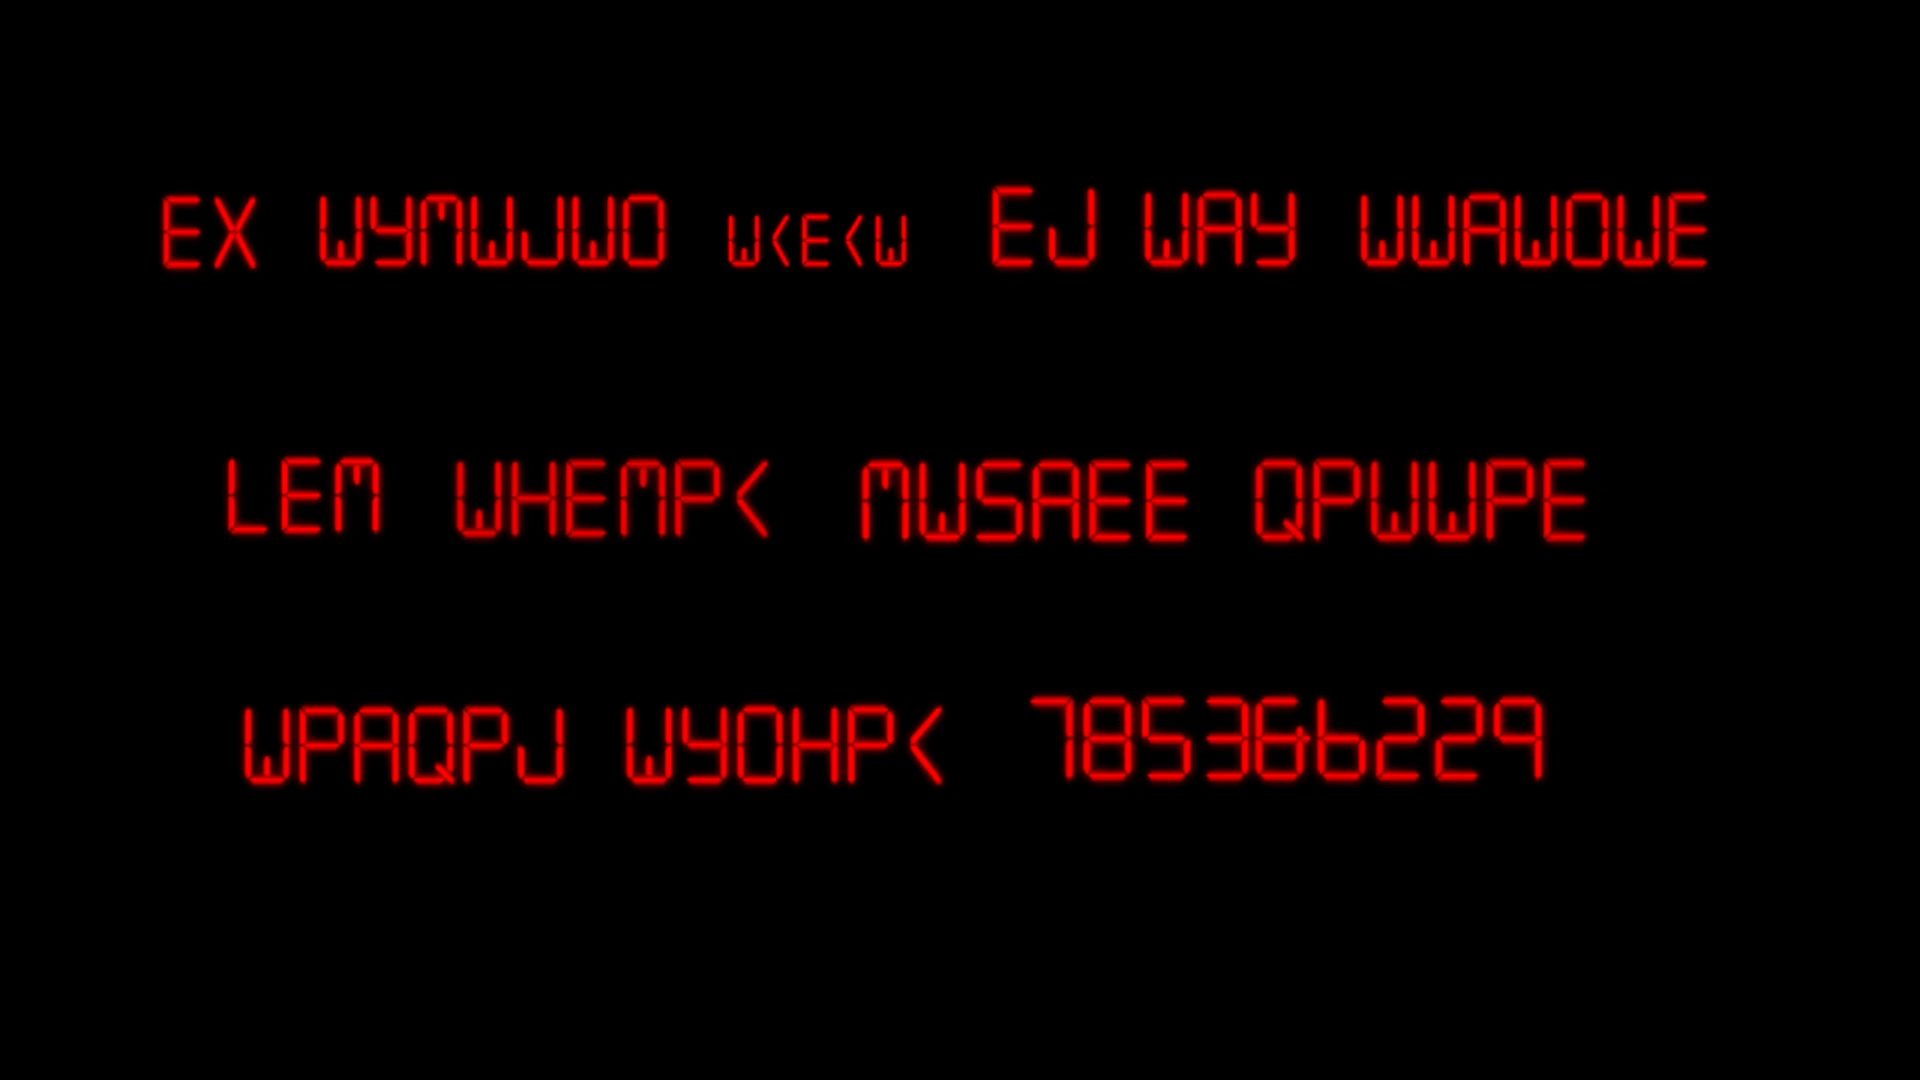 EX WYMWJWO W<E<W EJ WAY WWAWOWE
LEM WHEMP< MWSAEE QPWWPE
WPAQPJ WYOHP< 785366229